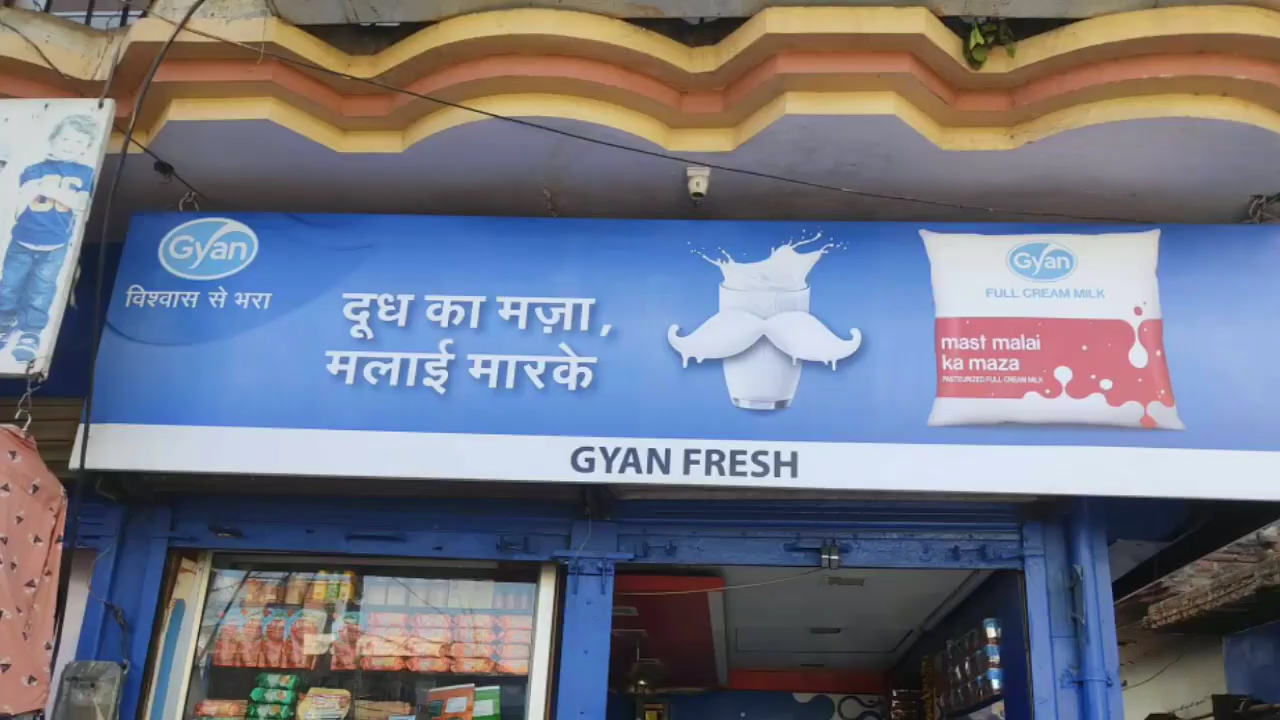 Gyan
विश्वास से भरा
दूध का मज़ा,
मलाई मारके
Gyan
FULL CREAM MILK
mast malai
ka maza
PASTEURIZED FULL CREAM MILK
GYAN FRESH